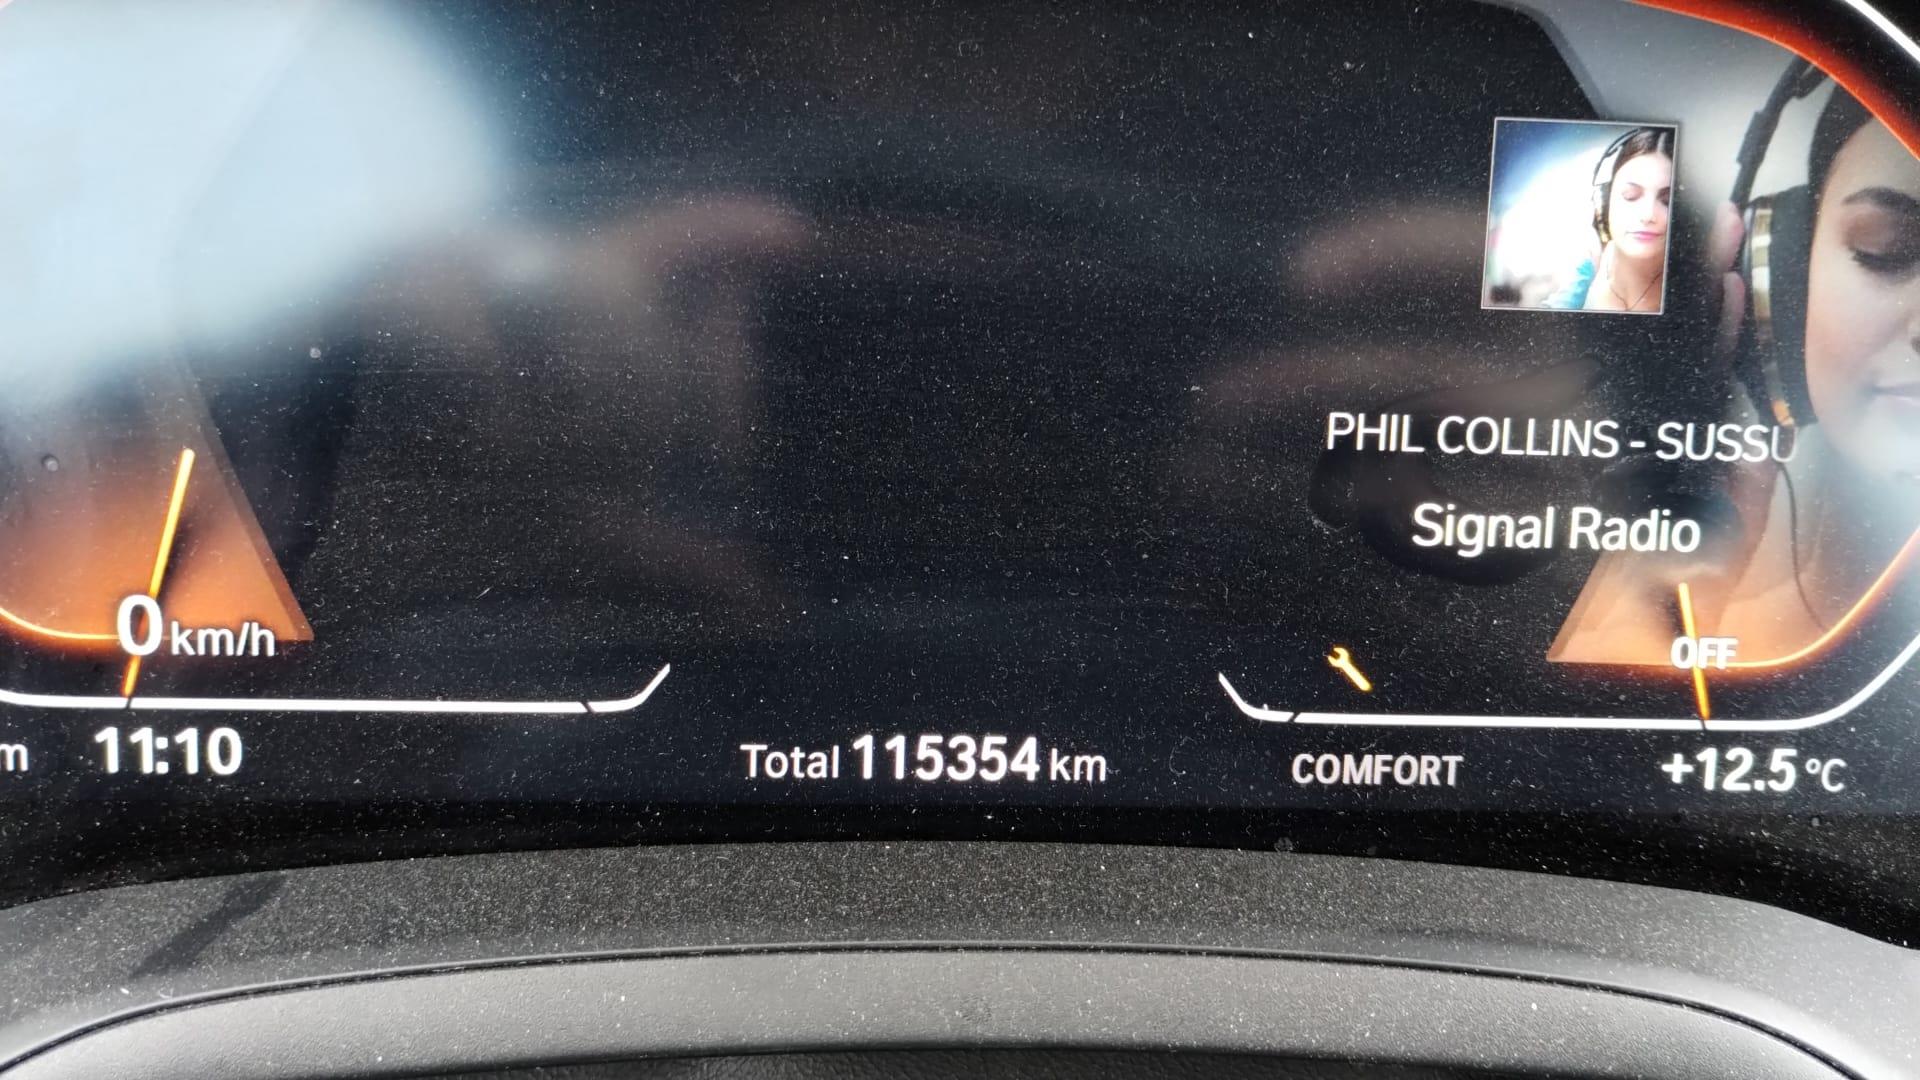 PHIL COLLINS - SUSSU
Signal Radio
0 km/h
OFF
m 11:10
Total 115354 km
COMFORT
+12.5 °C